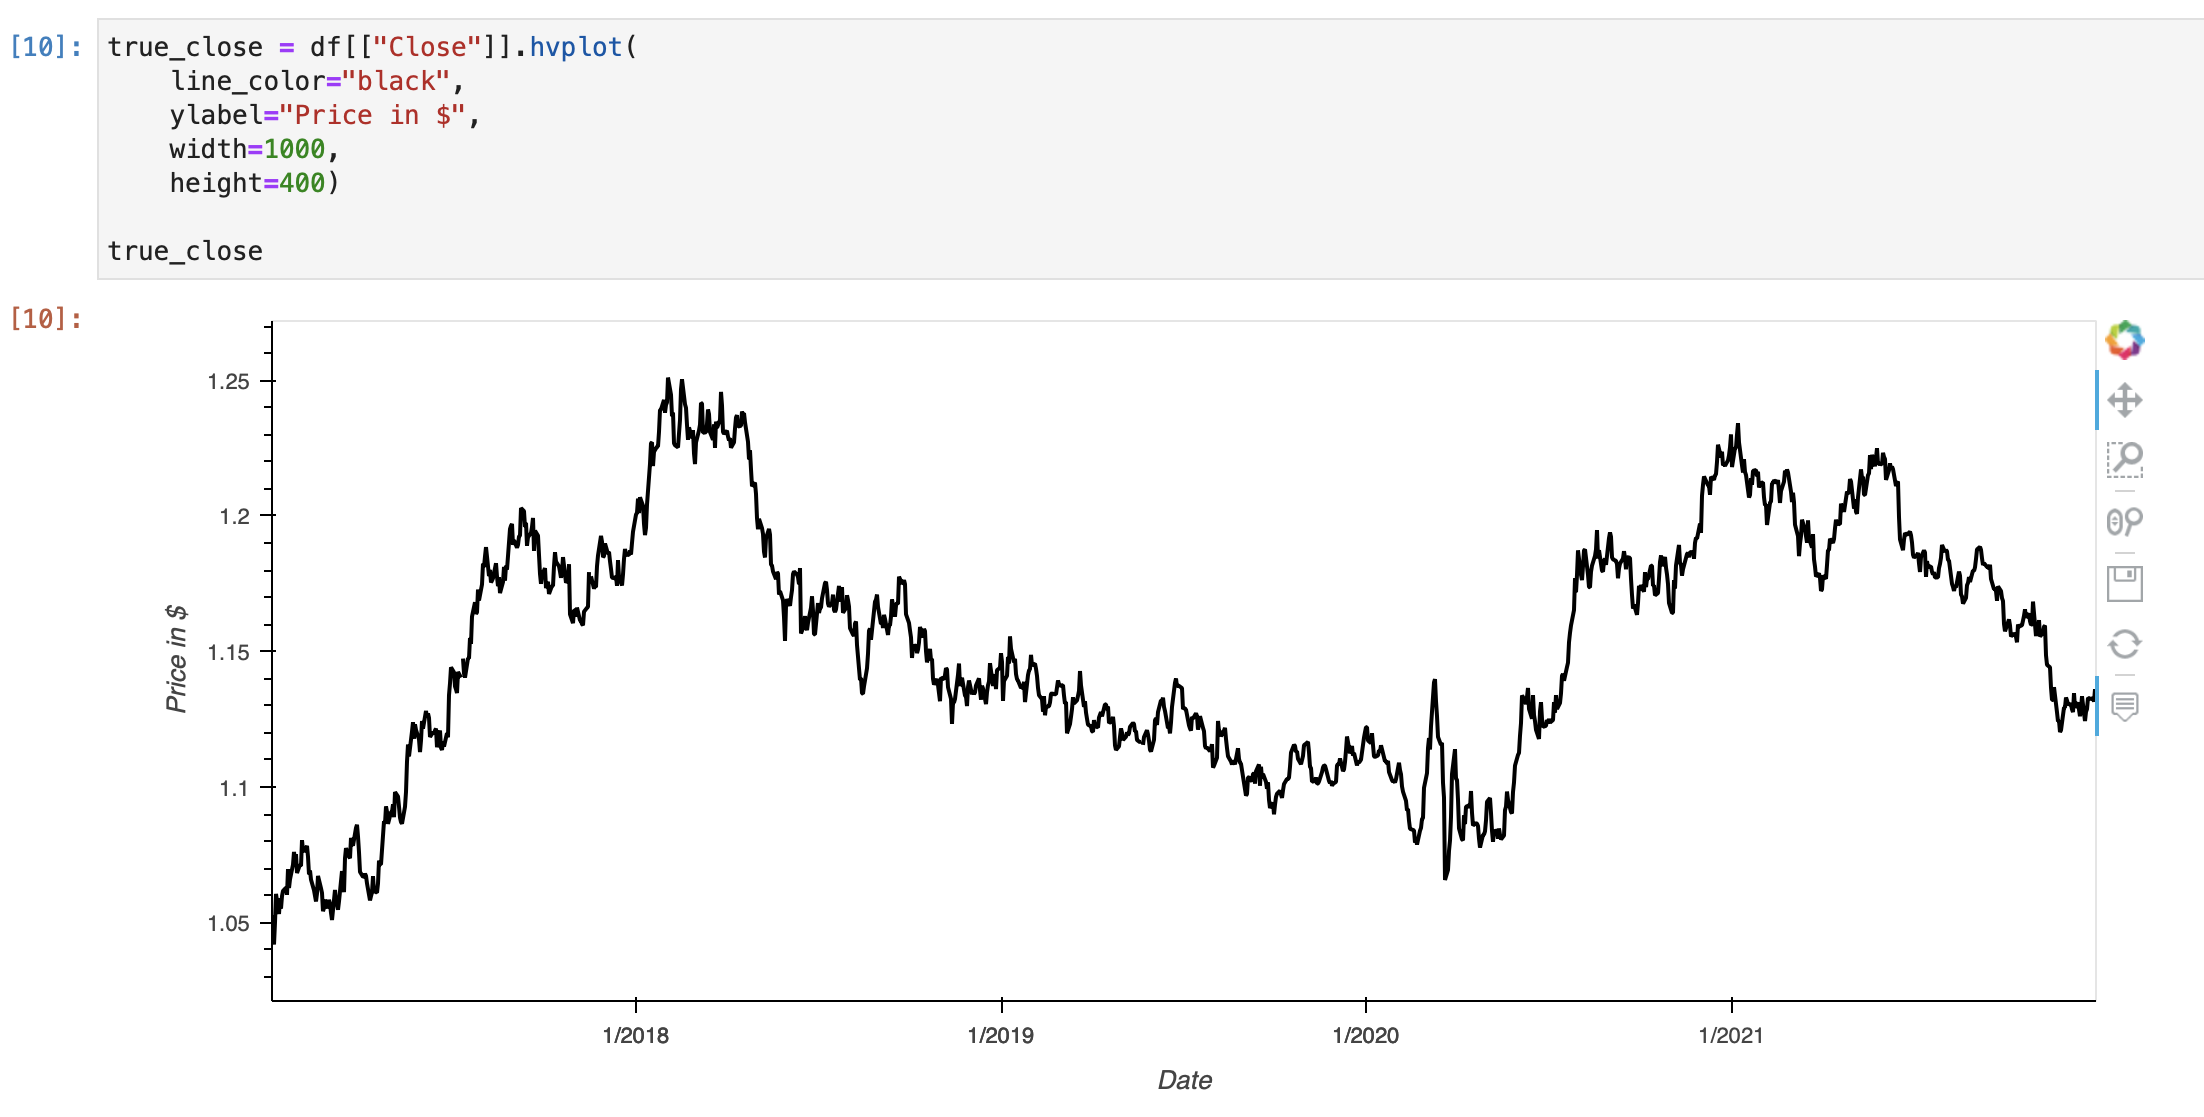 [10]: true_close = df[["Close"]].hvplot(
    line_color="black",
    ylabel="Price in $",
    width=1000,
    height=400)
true_close
[10]:
1.25
1.2
1.15
1.1
1.05
Price in $
1/2018 1/2019 1/2020 1/2021
Date